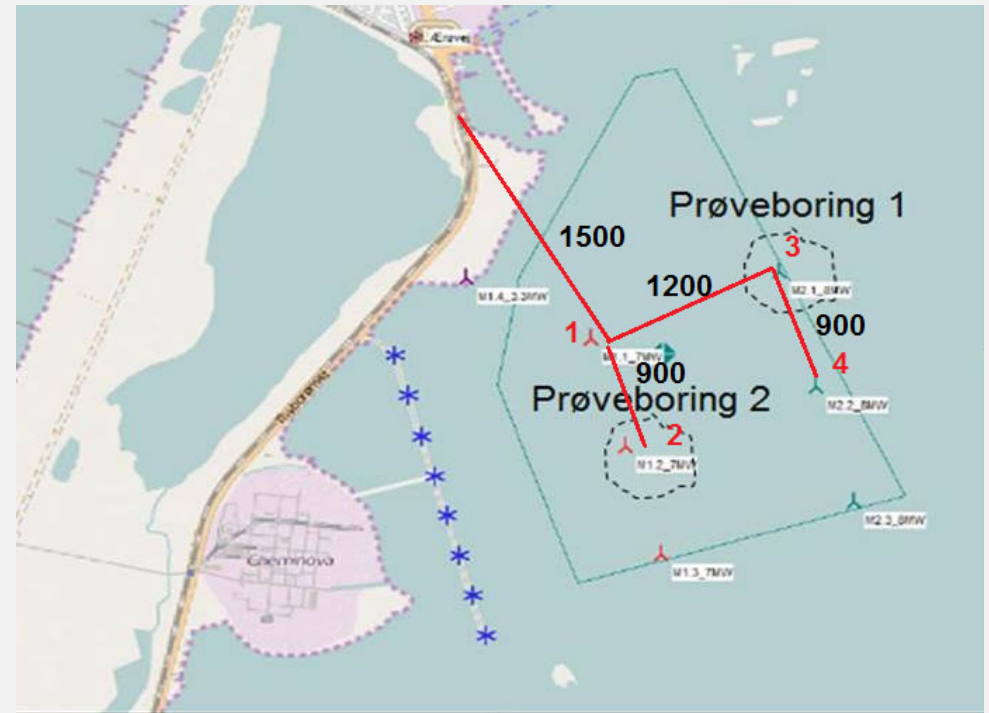 Ærøvej
Prøveboring 1
3
1500
M2.1_8MW
1200
M1.4_3.3MW
900
1
4
M1.1_7MW
900
M2.2_8MW
Prøveboring 2
2
M1.2_7MW
Cheminova
M2.3_8MW
M1.3_7MW